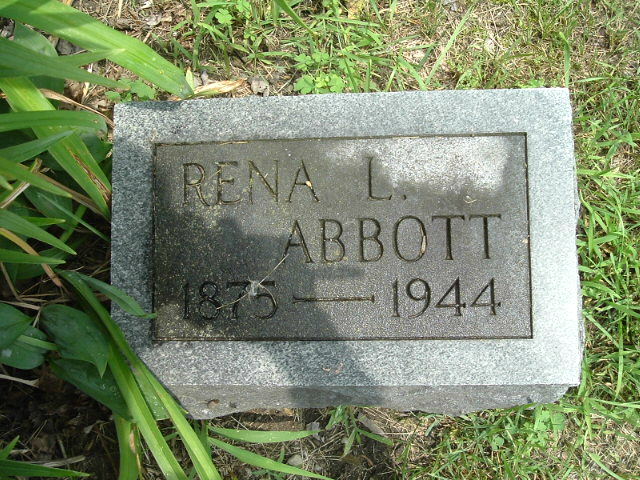 RENA L.
ABBOTT
1875 — 1944